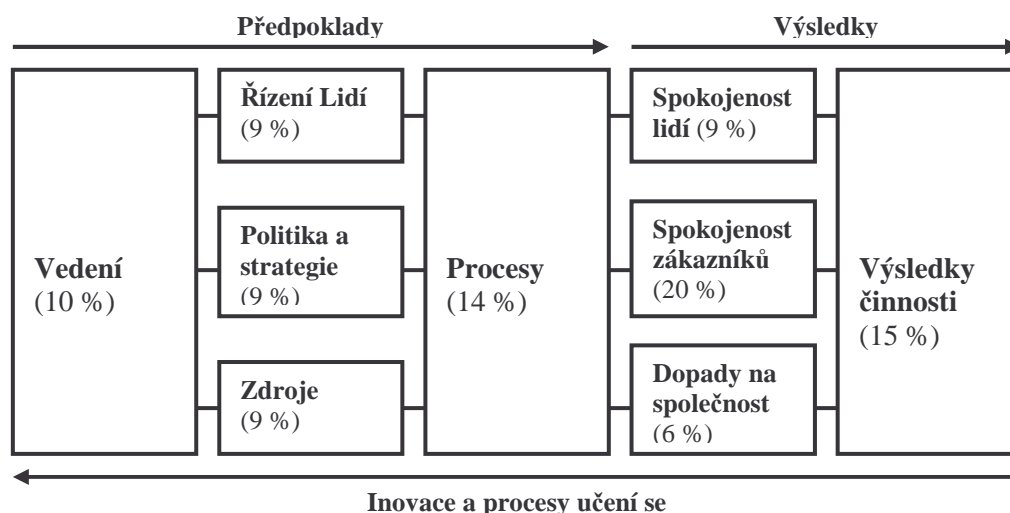 Předpoklady
Výsledky
Vedení
(10 %)
Řízení Lidí
(9 %)
Politika a
strategie
(9 %)
Zdroje
(9 %)
Procesy
(14 %)
Spokojenost
lidí (9 %)
Spokojenost
zákazníků
(20 %)
Dopady na
společnost
(6 %)
Výsledky
činnosti
(15 %)
Inovace a procesy učení se